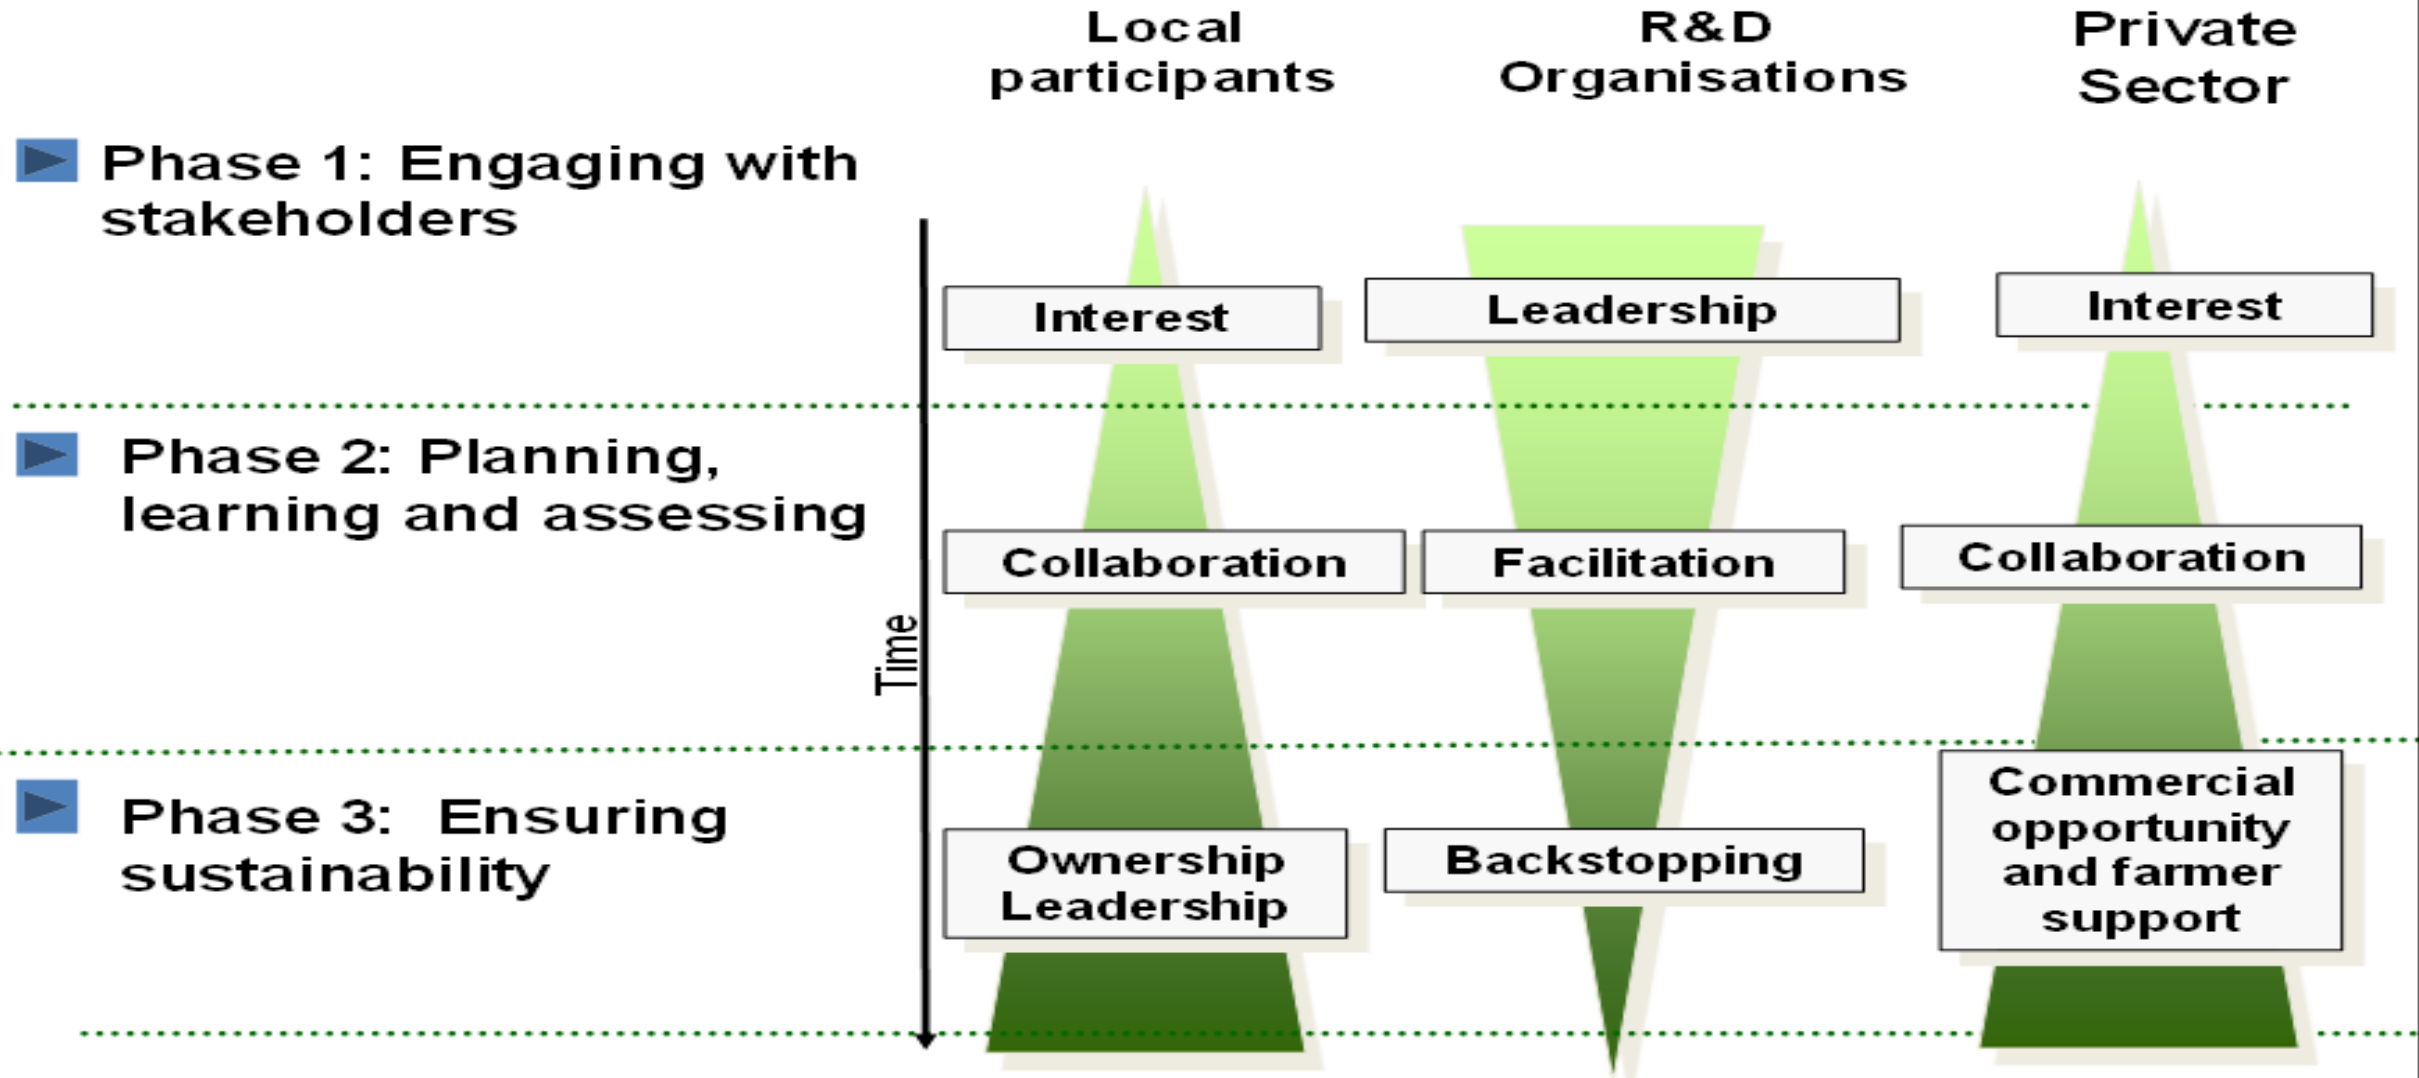 Local
participants
R&D
Organisations
Private
Sector
Phase 1: Engaging with
stakeholders
Interest
Leadership
Interest
Phase 2: Planning,
learning and assessing
Collaboration
Facilitation
Collaboration
Time
Phase 3: Ensuring
sustainability
Ownership
Leadership
Backstopping
Commercial
opportunity
and farmer
support